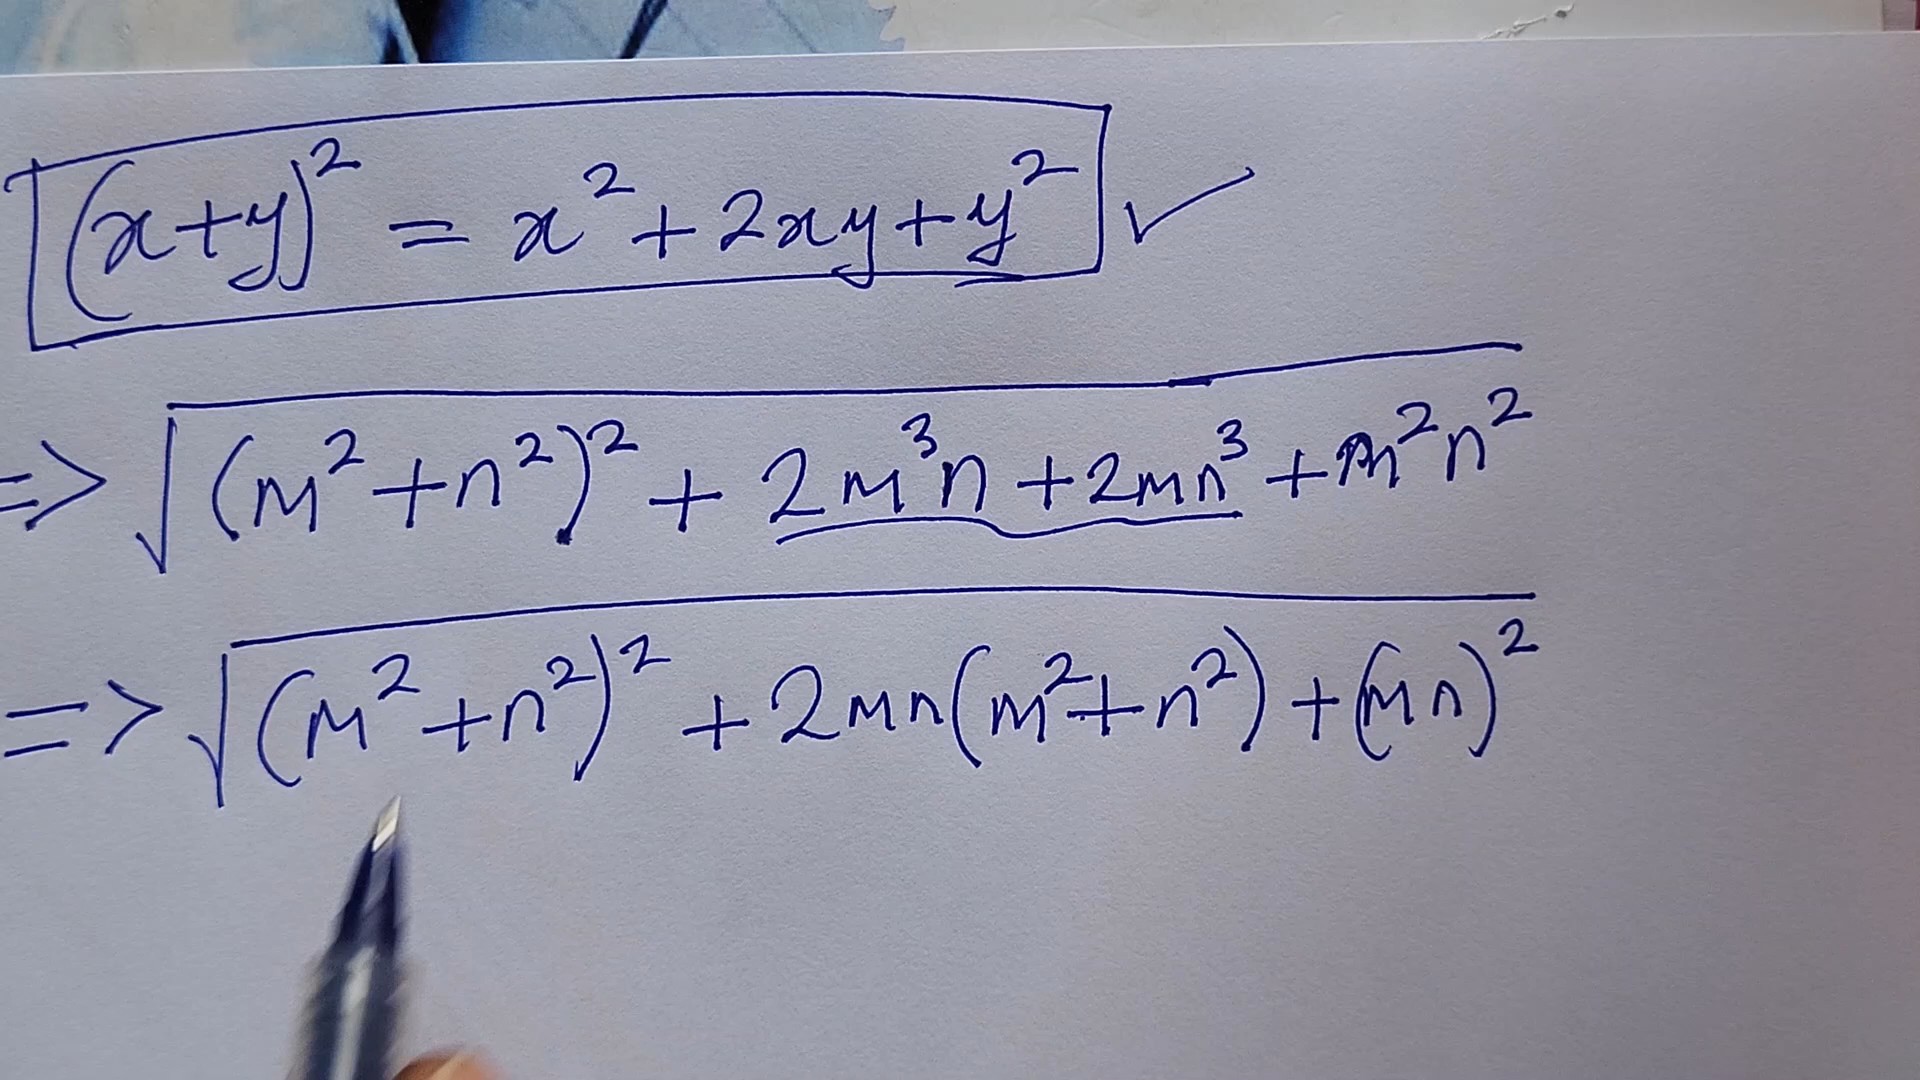 (x+y)² = x² + 2xy + y² ✓
=> √((m²+n²)² + 2m³n + 2mn³ + m²n²)
=> √((m²+n²)² + 2mn(m²+n²) + (mn)²)